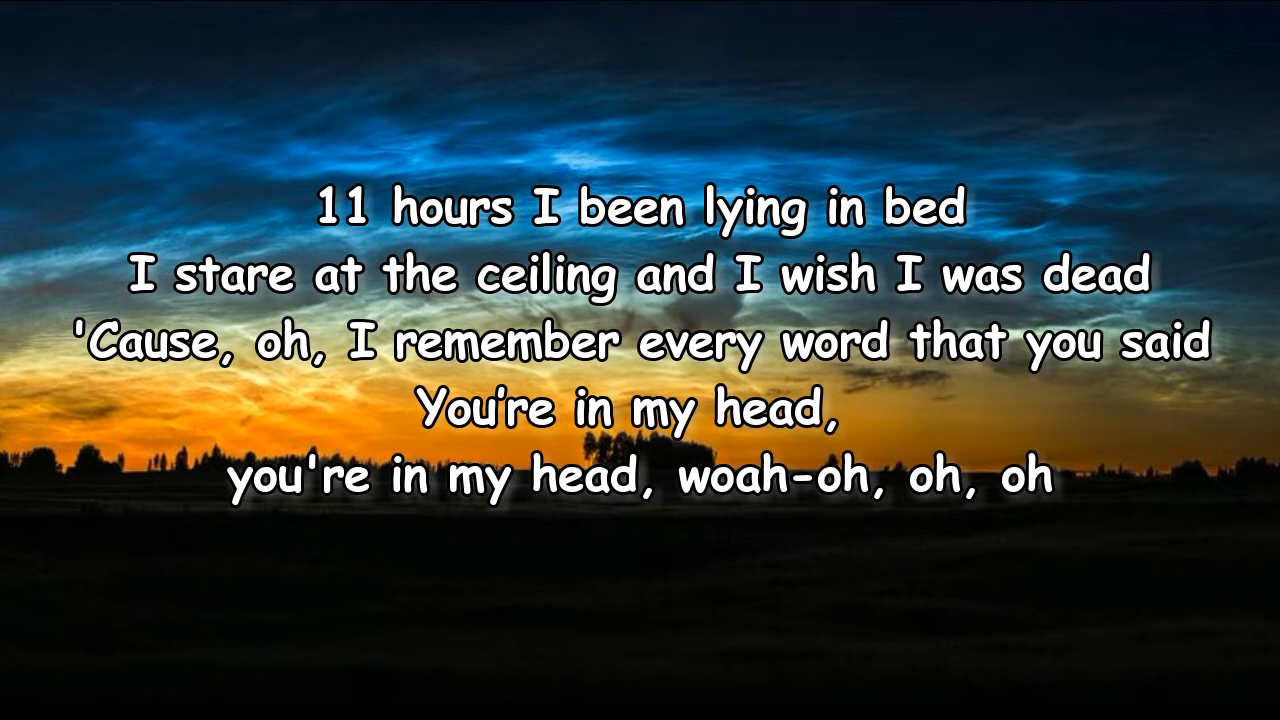 11 hours I been lying in bed
I stare at the ceiling and I wish I was dead
'Cause, oh, I remember every word that you said
You’re in my head,
you're in my head, woah-oh, oh, oh